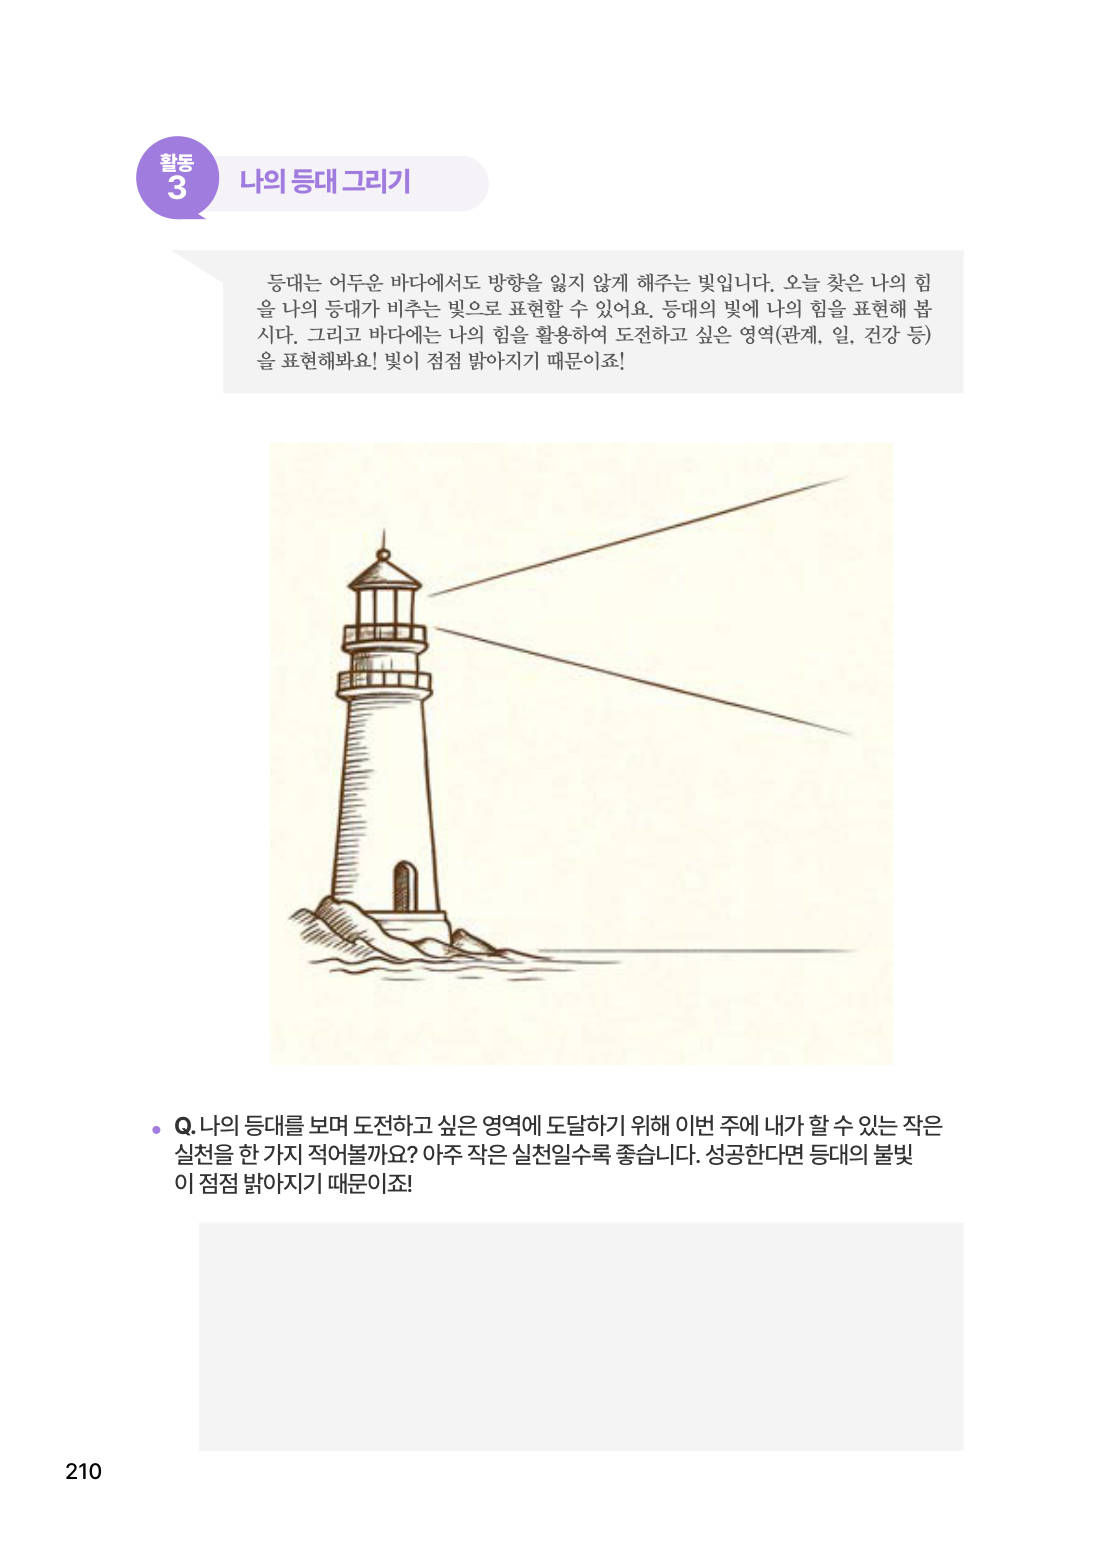 활동
3
나의 등대 그리기
등대는 어두운 바다에서도 방향을 잃지 않게 해주는 빛입니다. 오늘 찾은 나의 힘
을 나의 등대가 비추는 빛으로 표현할 수 있어요. 등대의 빛에 나의 힘을 표현해 봅
시다. 그리고 바다에는 나의 힘을 활용하여 도전하고 싶은 영역(관계, 일, 건강 등)
을 표현해봐요! 빛이 점점 밝아지기 때문이죠!
• Q. 나의 등대를 보며 도전하고 싶은 영역에 도달하기 위해 이번 주에 내가 할 수 있는 작은
실천을 한 가지 적어볼까요? 아주 작은 실천일수록 좋습니다. 성공한다면 등대의 불빛
이 점점 밝아지기 때문이죠!
210